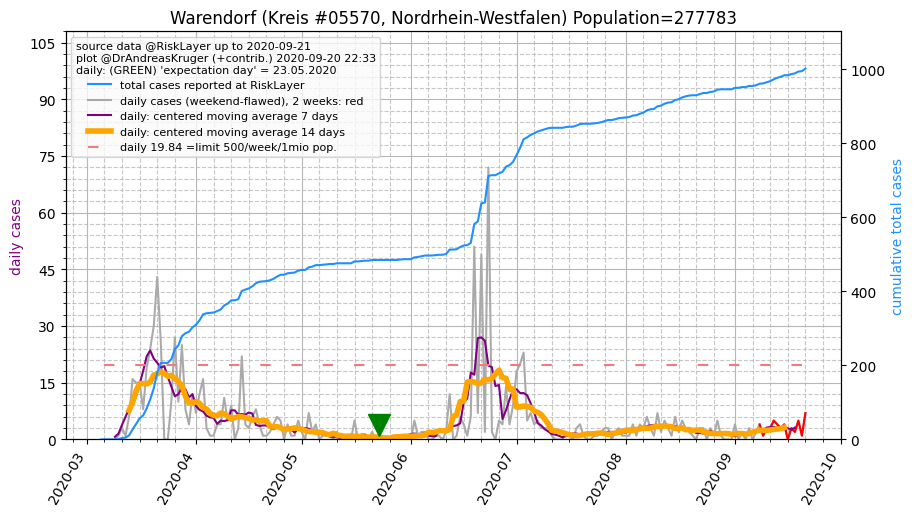 Warendorf (Kreis #05570, Nordrhein-Westfalen) Population=277783
source data @RiskLayer up to 2020-09-21
plot @DrAndreasKruger (+contrib.) 2020-09-20 22:33
daily: (GREEN) 'expectation day' = 23.05.2020
total cases reported at RiskLayer
daily cases (weekend-flawed), 2 weeks: red
daily: centered moving average 7 days
daily: centered moving average 14 days
daily 19.84 =limit 500/week/1mio pop.
daily cases
105
90
75
60
45
30
15
0
cumulative total cases
1000
800
600
400
200
0
2020-03
2020-04
2020-05
2020-06
2020-07
2020-08
2020-09
2020-10